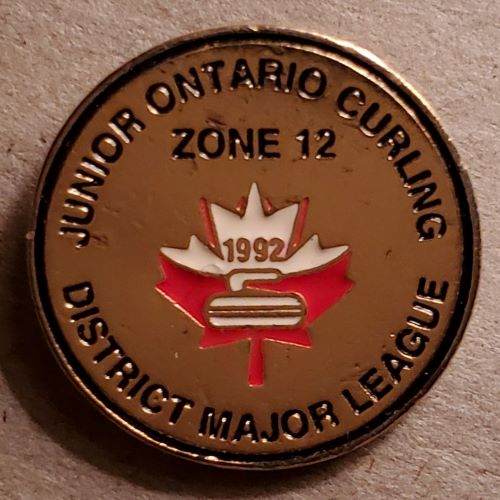 JUNIOR ONTARIO CURLING
ZONE 12
1992
DISTRICT MAJOR LEAGUE